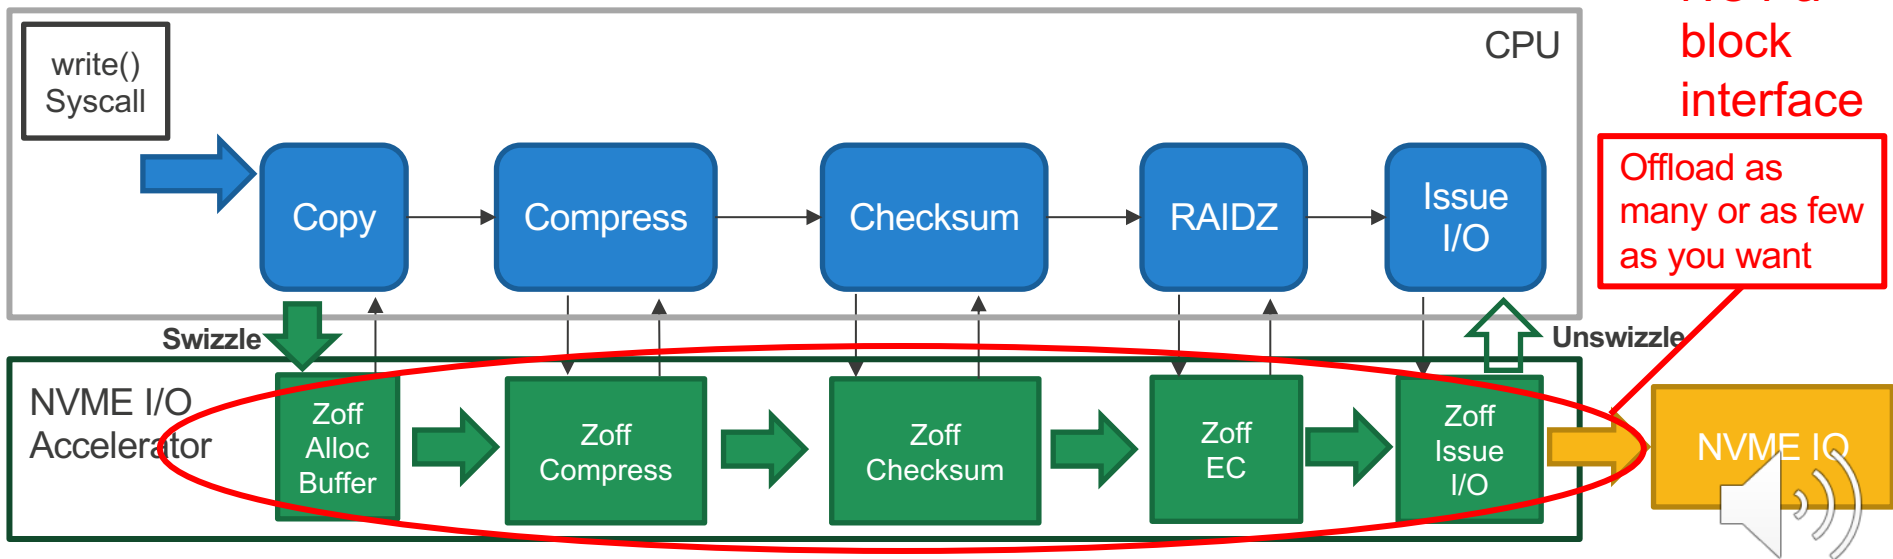 write()
Syscall
CPU
block
interface
Copy
Compress
Checksum
RAIDZ
Issue
I/O
Offload as
many or as few
as you want
Swizzle
Unswizzle
NVME I/O
Accelerator
Zoff
Alloc
Buffer
Zoff
Compress
Zoff
Checksum
Zoff
EC
Zoff
Issue
I/O
NVME IO